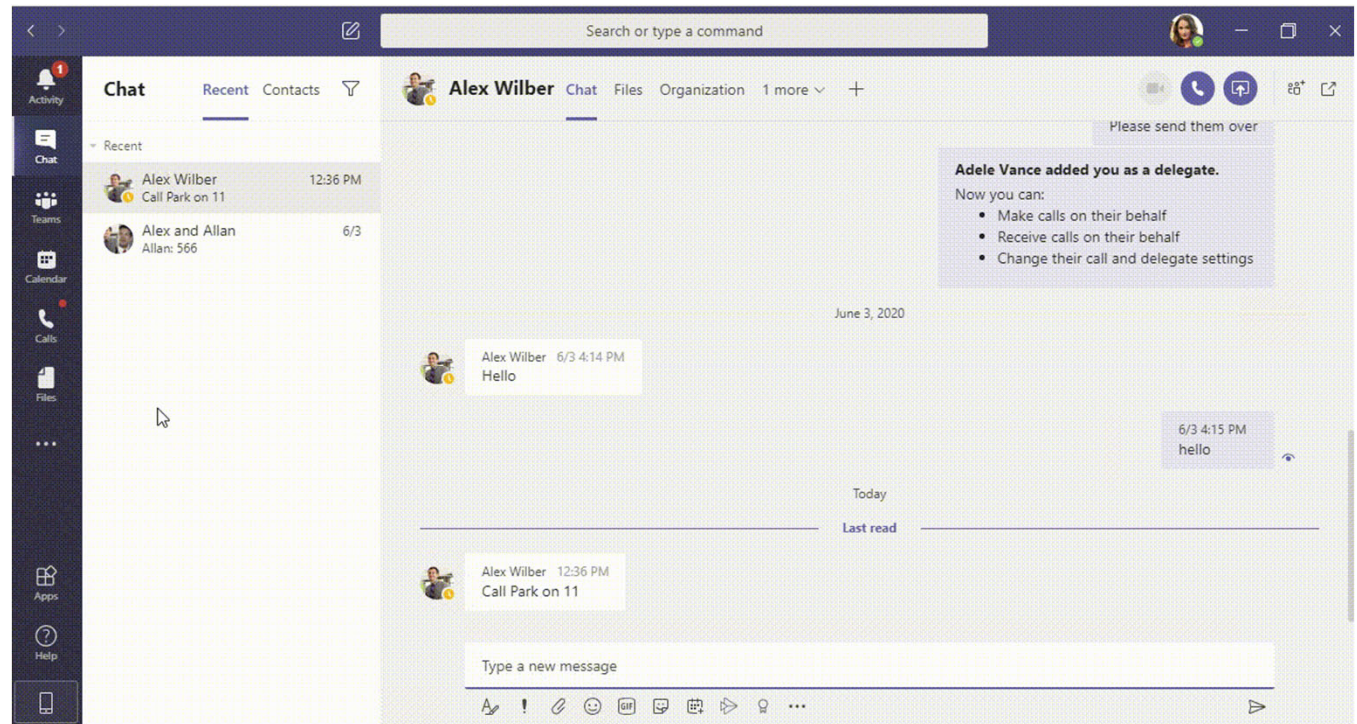 Search or type a command
1
Activity
Chat
Teams
Calendar
Calls
Files
Apps
Help
Chat Recent Contacts
Recent
Alex Wilber 12:36 PM
Call Park on 11
Alex and Allan 6/3
Allan: 566
Alex Wilber Chat Files Organization 1 more
Please send them over
Adele Vance added you as a delegate.
Now you can:
• Make calls on their behalf
• Receive calls on their behalf
• Change their call and delegate settings
June 3, 2020
Alex Wilber 6/3 4:14 PM
Hello
6/3 4:15 PM
hello
Today
Last read
Alex Wilber 12:36 PM
Call Park on 11
Type a new message
GIF